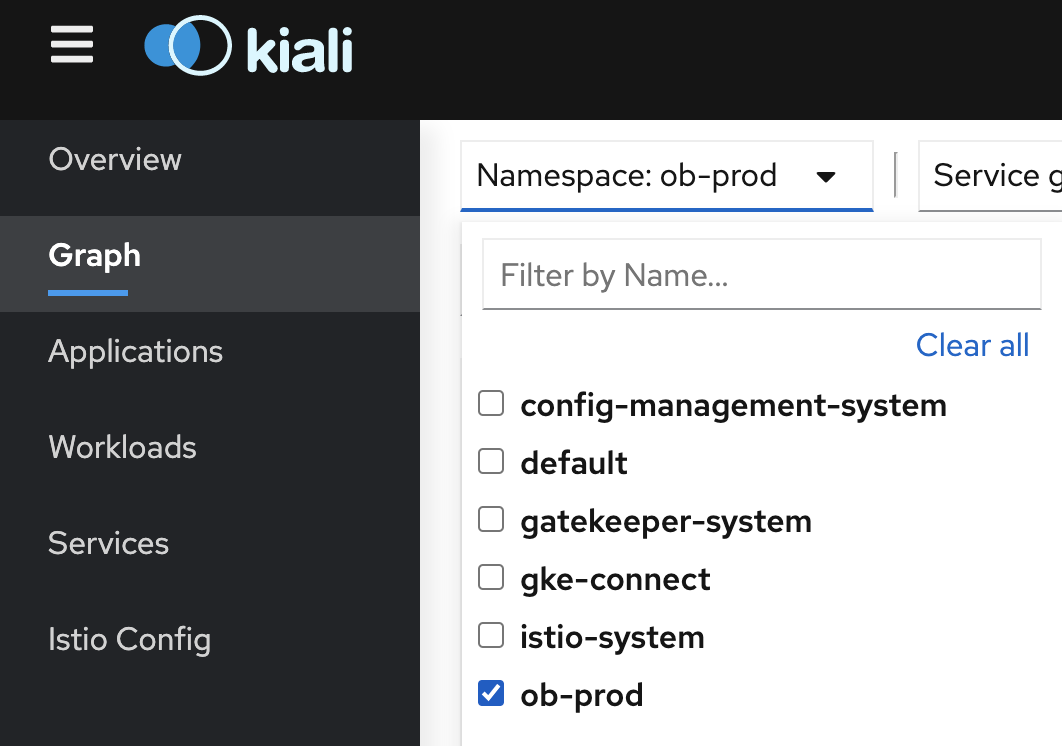 kiali
Overview
Graph
Applications
Workloads
Services
Istio Config
Namespace: ob-prod
Service g
Filter by Name...
Clear all
config-management-system
default
gatekeeper-system
gke-connect
istio-system
ob-prod